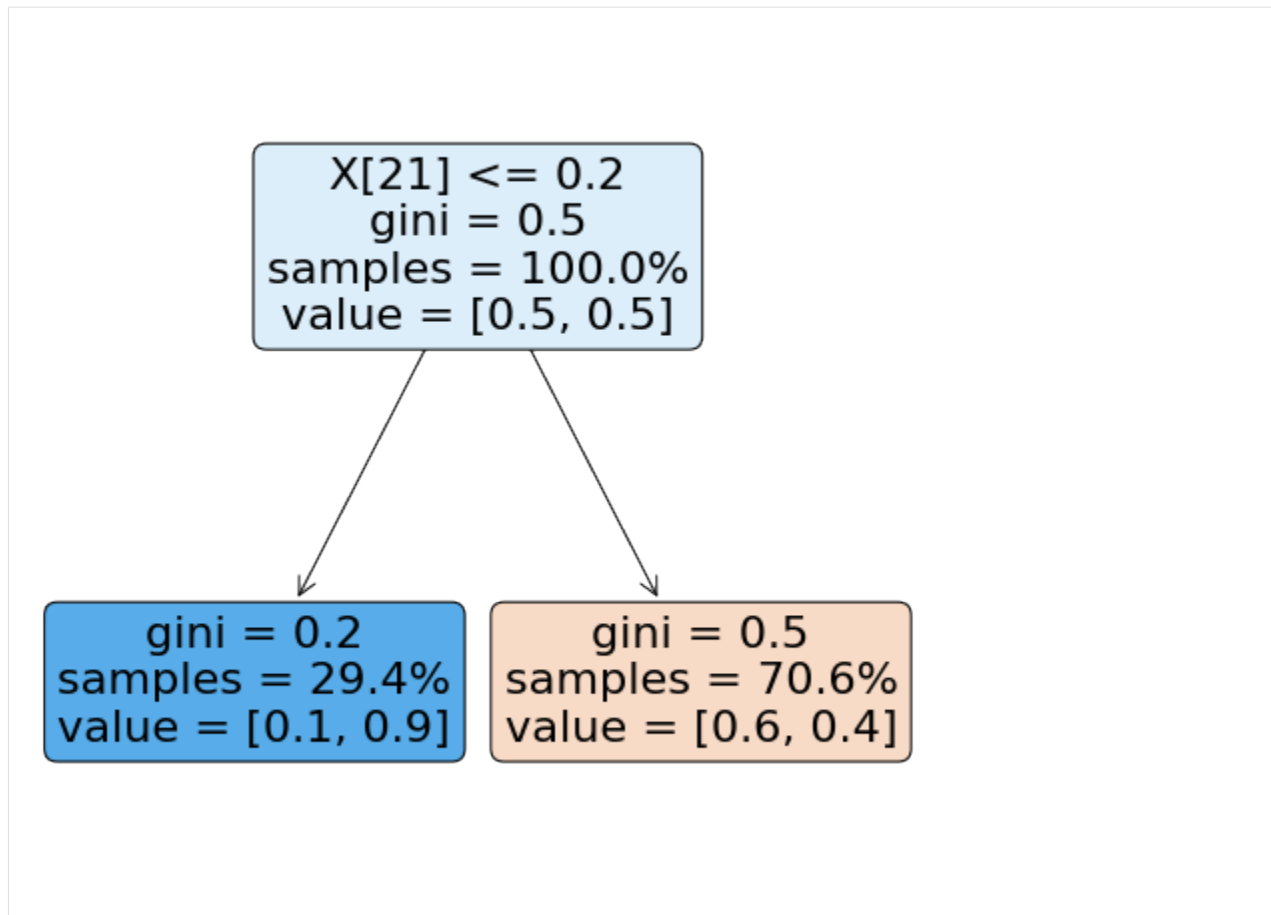 X[21] <= 0.2
gini = 0.5
samples = 100.0%
value = [0.5, 0.5]
gini = 0.2
samples = 29.4%
value = [0.1, 0.9]
gini = 0.5
samples = 70.6%
value = [0.6, 0.4]